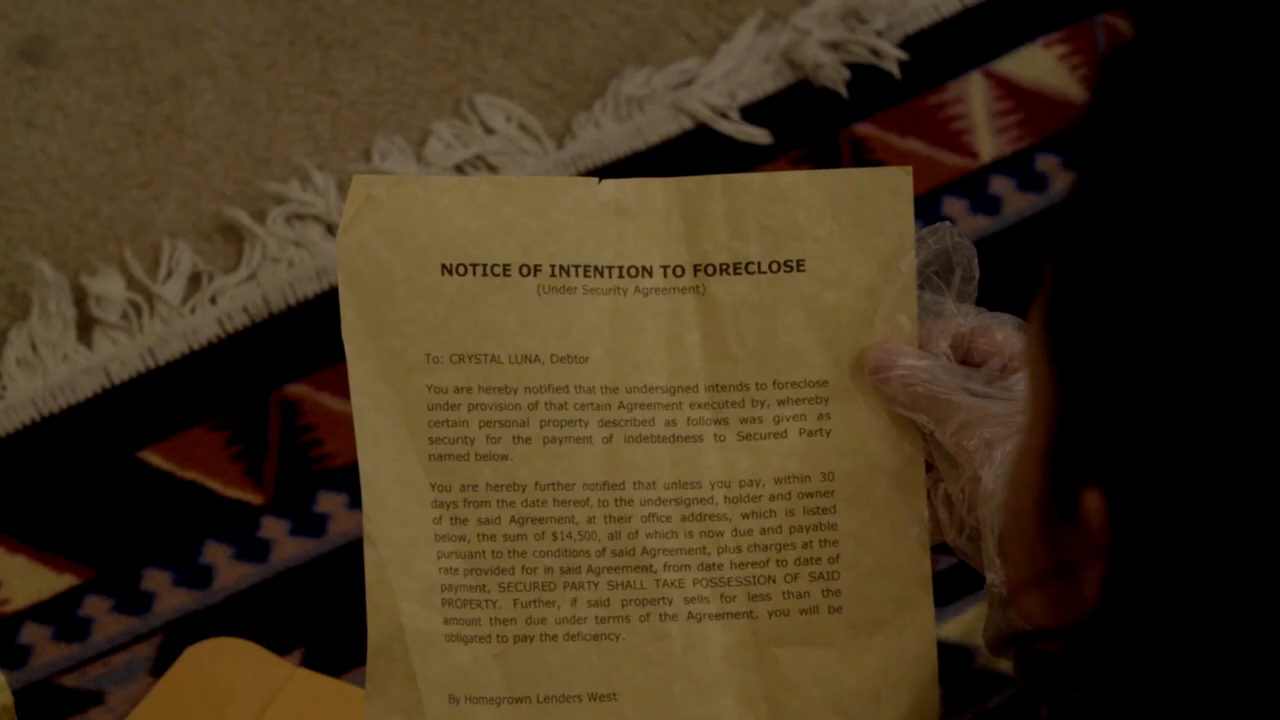 NOTICE OF INTENTION TO FORECLOSE
(Under Security Agreement)
To: CRYSTAL LUNA, Debtor
You are hereby notified that the undersigned intends to foreclose
under provision of that certain Agreement executed by, whereby
certain personal property described as follows was given as
security for the payment of indebtedness to Secured Party
named below.
You are hereby further notified that unless you pay, within 30
days from the date hereof, to the undersigned, holder and owner
of the said Agreement, at their office address, which is listed
below, the sum of $14,500, all of which is now due and payable
pursuant to the conditions of said Agreement, plus charges at the
rate provided for in said Agreement, from date hereof to date of
payment, SECURED PARTY SHALL TAKE POSSESSION OF SAID
PROPERTY. Further, if said property sells for less than the
amount then due under terms of the Agreement, you will be
obligated to pay the deficiency.
By Homegrown Lenders West